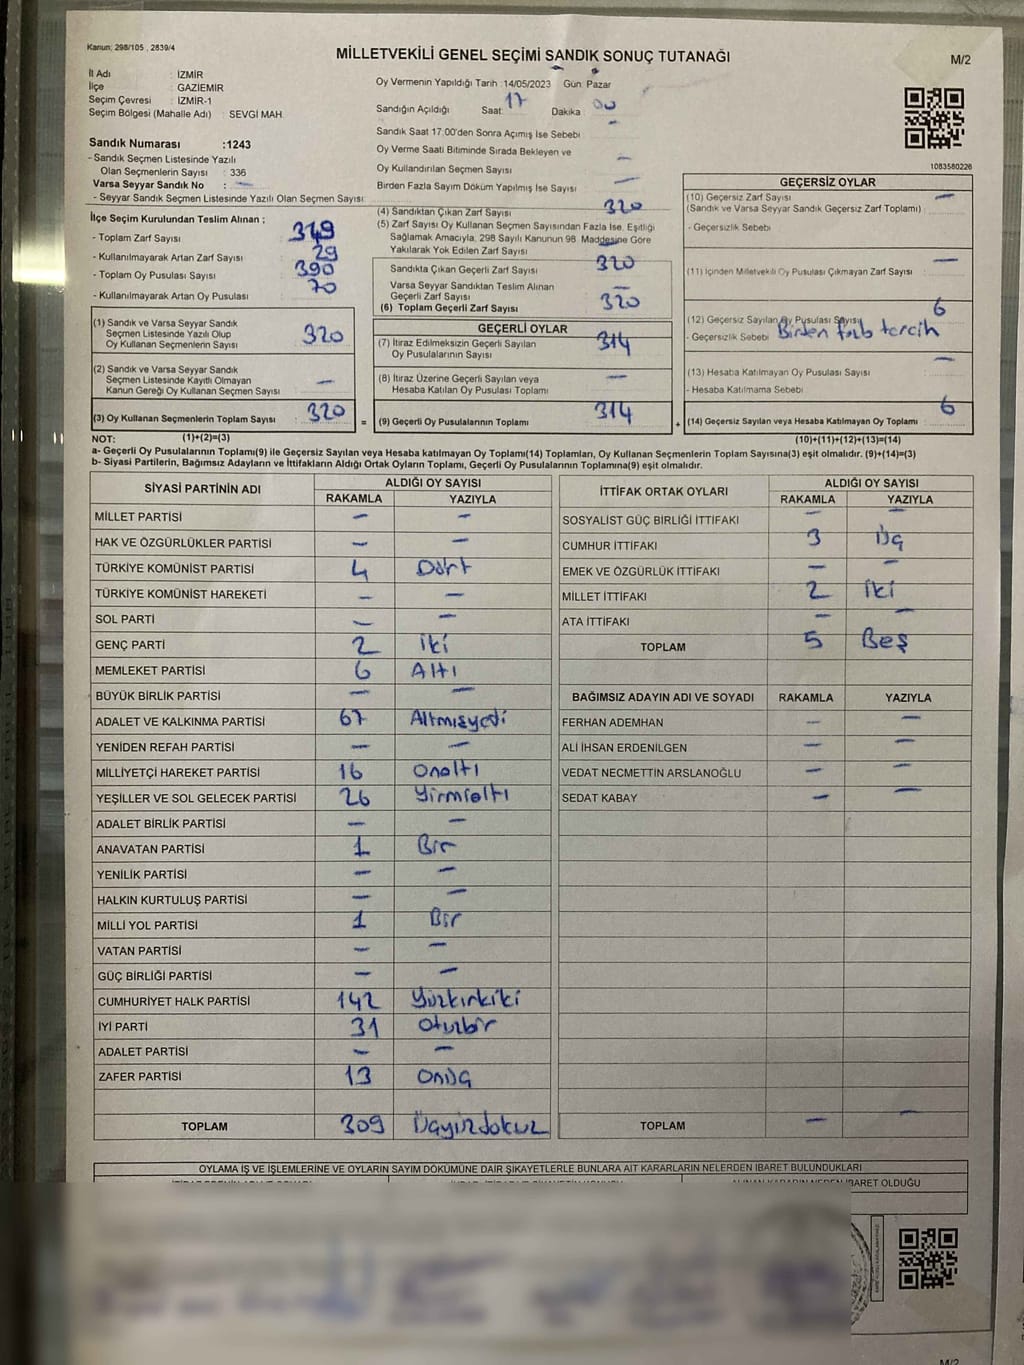 Kanun; 298/105 , 2839/4
MİLLETVEKİLİ GENEL SEÇİMİ SANDIK SONUÇ TUTANAĞI
M/2
İl Adı : İZMİR
İlçe : GAZİEMİR
Seçim Çevresi : İZMİR-1
Seçim Bölgesi (Mahalle Adı) : SEVGİ MAH.
Oy Vermenin Yapıldığı Tarih :14/05/2023 Gün: Pazar
Sandığın Açıldığı Saat: 17 Dakika 00
Sandık Saat 17.00'den Sonra Açımış İse Sebebi —
Oy Verme Saati Bitiminde Sırada Bekleyen ve
Oy Kullandırılan Seçmen Sayısı —
Birden Fazla Sayım Döküm Yapılmış İse Sayısı —
1083580226
Sandık Numarası :1243
- Sandık Seçmen Listesinde Yazılı
Olan Seçmenlerin Sayısı : 336
Varsa Seyyar Sandık No : —
- Seyyar Sandık Seçmen Listesinde Yazılı Olan Seçmen Sayısı
İlçe Seçim Kurulundan Teslim Alınan ;
- Toplam Zarf Sayısı 349
- Kullanılmayarak Artan Zarf Sayısı 29
- Toplam Oy Pusulası Sayısı 390
- Kullanılmayarak Artan Oy Pusulası 70
(4) Sandıktan Çıkan Zarf Sayısı 320
(5) Zarf Sayısı Oy Kullanan Seçmen Sayısından Fazla İse, Eşitliği
Sağlamak Amacıyla, 298 Sayılı Kanunun 98. Maddesine Göre
Yakılarak Yok Edilen Zarf Sayısı —
Sandıkta Çıkan Geçerli Zarf Sayısı 320
Varsa Seyyar Sandıktan Teslim Alınan
Geçerli Zarf Sayısı —
(6) Toplam Geçerli Zarf Sayısı 320
GEÇERSİZ OYLAR
(10) Geçersiz Zarf Sayısı —
(Sandık ve Varsa Seyyar Sandık Geçersiz Zarf Toplamı)
- Geçersizlik Sebebi
(11) İçinden Milletvekili Oy Pusulası Çıkmayan Zarf Sayısı : —
(12) Geçersiz Sayılan Oy Pusulası Sayısı 6
- Geçersizlik Sebebi Birden fazla tercih
(13) Hesaba Katılmayan Oy Pusulası Sayısı —
- Hesaba Katılmama Sebebi
(14) Geçersiz Sayılan veya Hesaba Katılmayan Oy Toplamı 6
(1) Sandık ve Varsa Seyyar Sandık
Seçmen Listesinde Yazılı Olup
Oy Kullanan Seçmenlerin Sayısı 320
(2) Sandık ve Varsa Seyyar Sandık
Seçmen Listesinde Kayıtlı Olmayan
Kanun Gereği Oy Kullanan Seçmen Sayısı —
(3) Oy Kullanan Seçmenlerin Toplam Sayısı 320
=
GEÇERLİ OYLAR
(7) İtiraz Edilmeksizin Geçerli Sayılan
Oy Pusulalarının Sayısı 314
(8) İtiraz Üzerine Geçerli Sayılan veya
Hesaba Katılan Oy Pusulası Toplamı —
(9) Geçerli Oy Pusulalarının Toplamı 314
+
NOT: (1)+(2)=(3)
(10)+(11)+(12)+(13)=(14)
a- Geçerli Oy Pusulalarının Toplamı(9) ile Geçersiz Sayılan veya Hesaba katılmayan Oy Toplamı(14) Toplamları, Oy Kullanan Seçmenlerin Toplam Sayısına(3) eşit olmalıdır. (9)+(14)=(3)
b- Siyasi Partilerin, Bağımsız Adayların ve İttifakların Aldığı Ortak Oyların Toplamı, Geçerli Oy Pusulalarının Toplamına(9) eşit olmalıdır.
SİYASİ PARTİNİN ADI ALDIĞI OY SAYISI
RAKAMLA YAZIYLA
MİLLET PARTİSİ — —
HAK VE ÖZGÜRLÜKLER PARTİSİ — —
TÜRKİYE KOMÜNİST PARTİSİ 4 Dört
TÜRKİYE KOMÜNİST HAREKETİ — —
SOL PARTİ — —
GENÇ PARTİ 2 iki
MEMLEKET PARTİSİ 6 Altı
BÜYÜK BİRLİK PARTİSİ — —
ADALET VE KALKINMA PARTİSİ 67 Altmışyedi
YENİDEN REFAH PARTİSİ — —
MİLLİYETÇİ HAREKET PARTİSİ 16 Onaltı
YEŞİLLER VE SOL GELECEK PARTİSİ 26 Yirmialtı
ADALET BİRLİK PARTİSİ — —
ANAVATAN PARTİSİ 1 Bir
YENİLİK PARTİSİ — —
HALKIN KURTULUŞ PARTİSİ — —
MİLLİ YOL PARTİSİ 1 Bir
VATAN PARTİSİ — —
GÜÇ BİRLİĞİ PARTİSİ — —
CUMHURİYET HALK PARTİSİ 142 Yüzkırkiki
İYİ PARTİ 31 Otuzbir
ADALET PARTİSİ — —
ZAFER PARTİSİ 13 Onüç
TOPLAM 309 Üçyüzdokuz
İTTİFAK ORTAK OYLARI ALDIĞI OY SAYISI
RAKAMLA YAZIYLA
SOSYALİST GÜÇ BİRLİĞİ İTTİFAKI — —
CUMHUR İTTİFAKI 3 Üç
EMEK VE ÖZGÜRLÜK İTTİFAKI — —
MİLLET İTTİFAKI 2 iki
ATA İTTİFAKI — —
TOPLAM 5 Beş
BAĞIMSIZ ADAYIN ADI VE SOYADI RAKAMLA YAZIYLA
FERHAN ADEMHAN — —
ALİ İHSAN ERDENİLGEN — —
VEDAT NECMETTİN ARSLANOĞLU — —
SEDAT KABAY — —
TOPLAM — —
OYLAMA İŞ VE İŞLEMLERİNE VE OYLARIN SAYIM DÖKÜMÜNE DAİR ŞİKAYETLERLE BUNLARA AİT KARARLARIN NELERDEN İBARET BULUNDUKLARI
ALINAN KARARIN NEDEN İBARET OLDUĞU
M/2